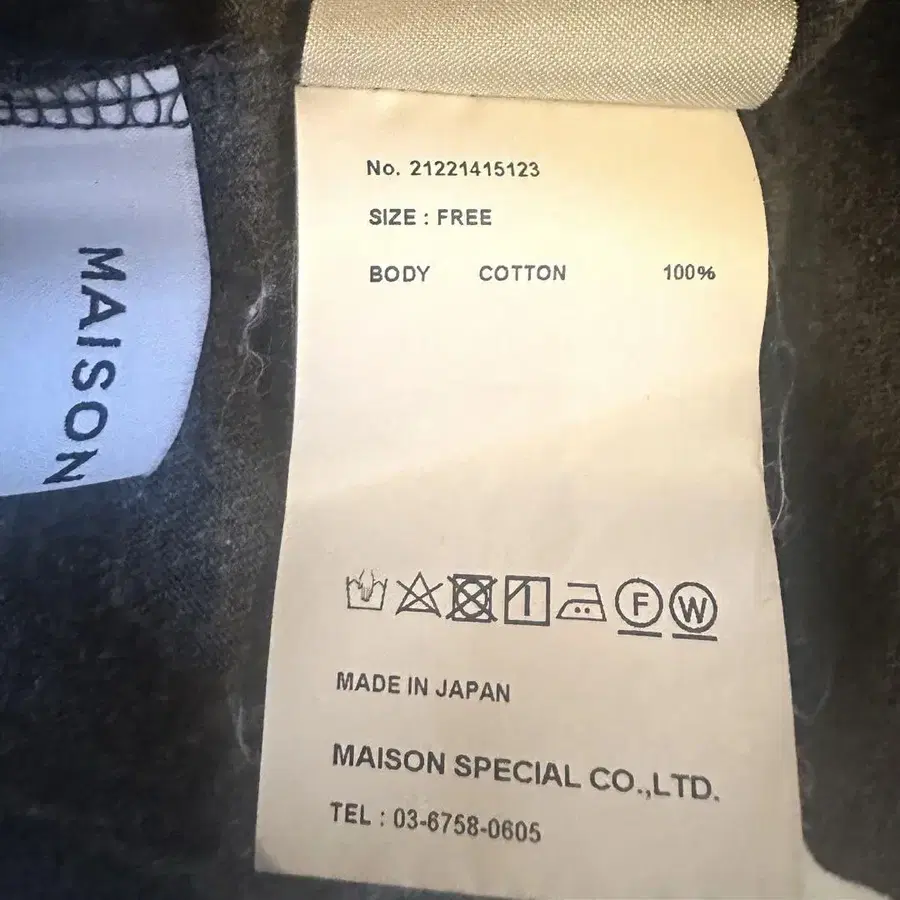 MAISON
No. 21221415123
SIZE : FREE
BODY COTTON 100%
F W
MADE IN JAPAN
MAISON SPECIAL CO.,LTD.
TEL : 03-6758-0605